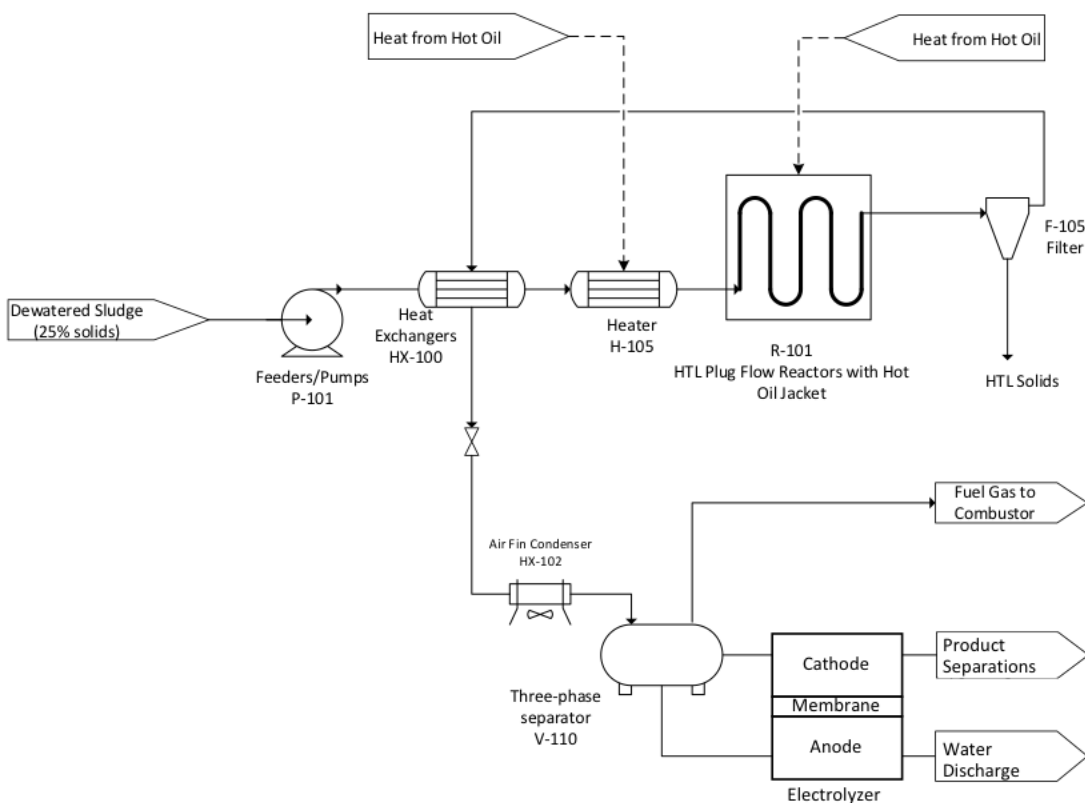 Heat from Hot Oil
Heat from Hot Oil
F-105
Filter
Dewatered Sludge
(25% solids)
Heat
Exchangers
HX-100
Heater
H-105
R-101
HTL Plug Flow Reactors with Hot
Oil Jacket
HTL Solids
Feeders/Pumps
P-101
Fuel Gas to
Combustor
Air Fin Condenser
HX-102
Cathode
Product
Separations
Membrane
Three-phase
separator
V-110
Anode
Water
Discharge
Electrolyzer